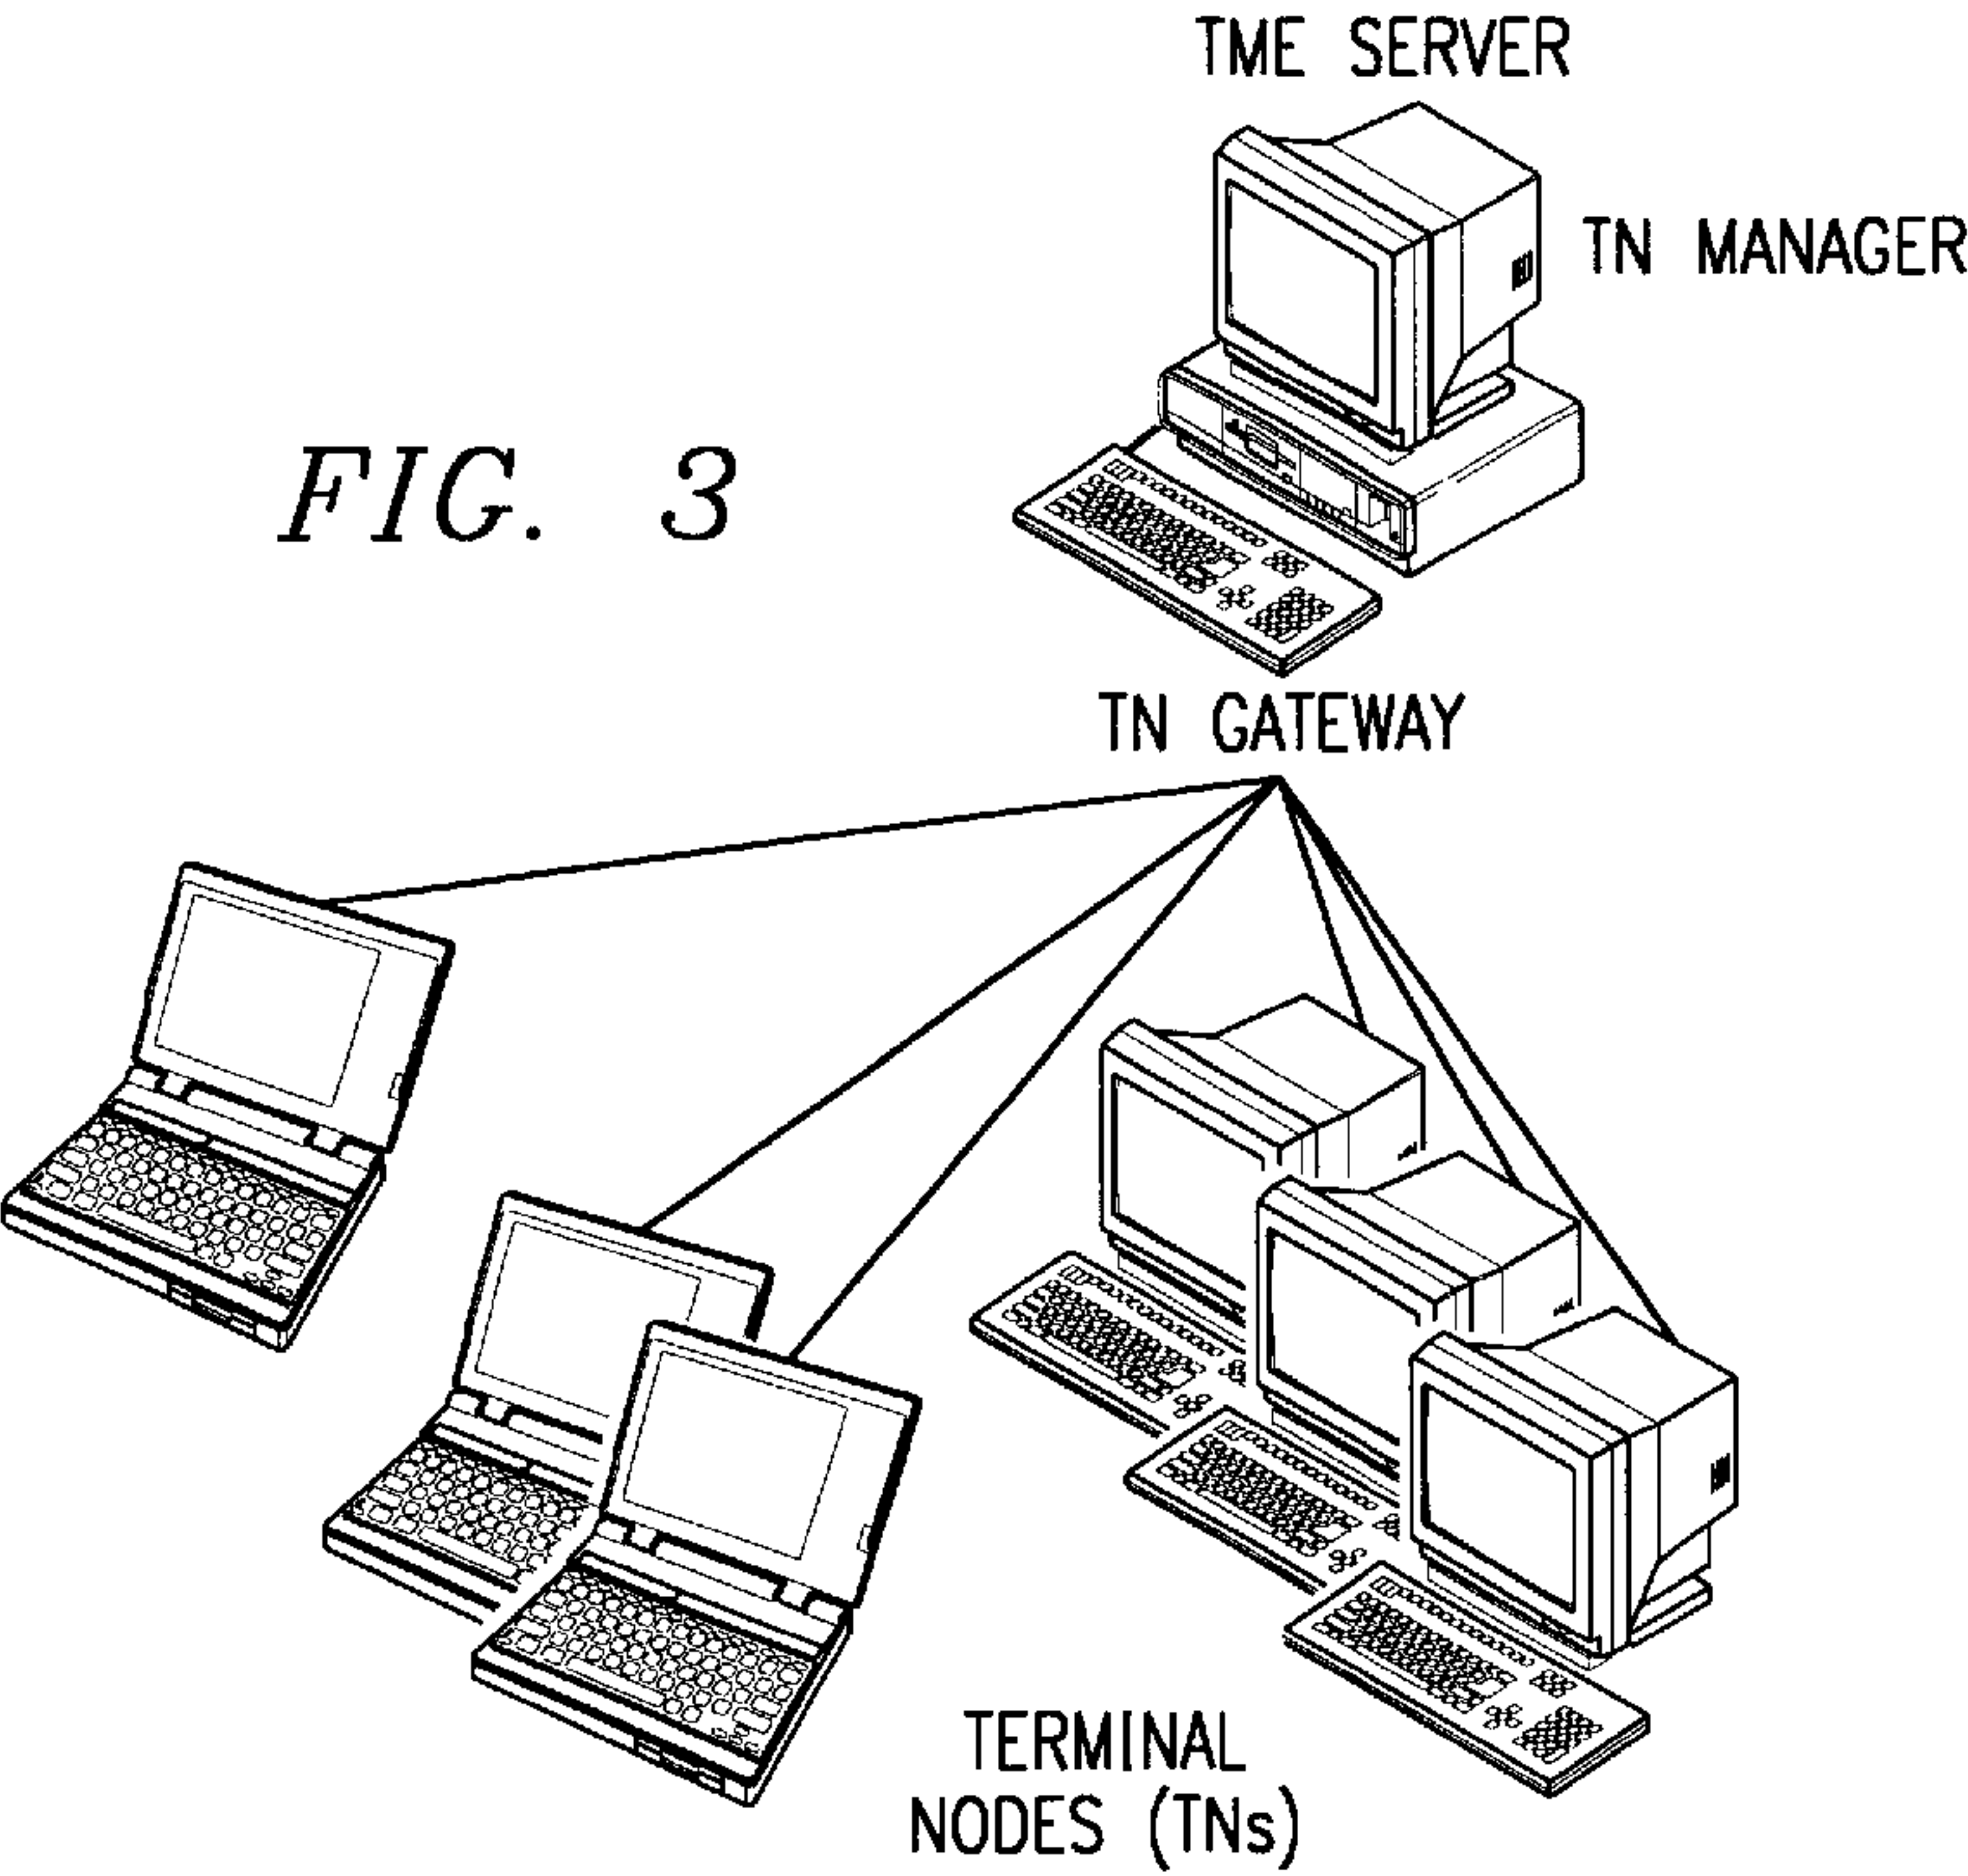 TME SERVER
TN MANAGER
FIG. 3
TN GATEWAY
TERMINAL
NODES (TNs)